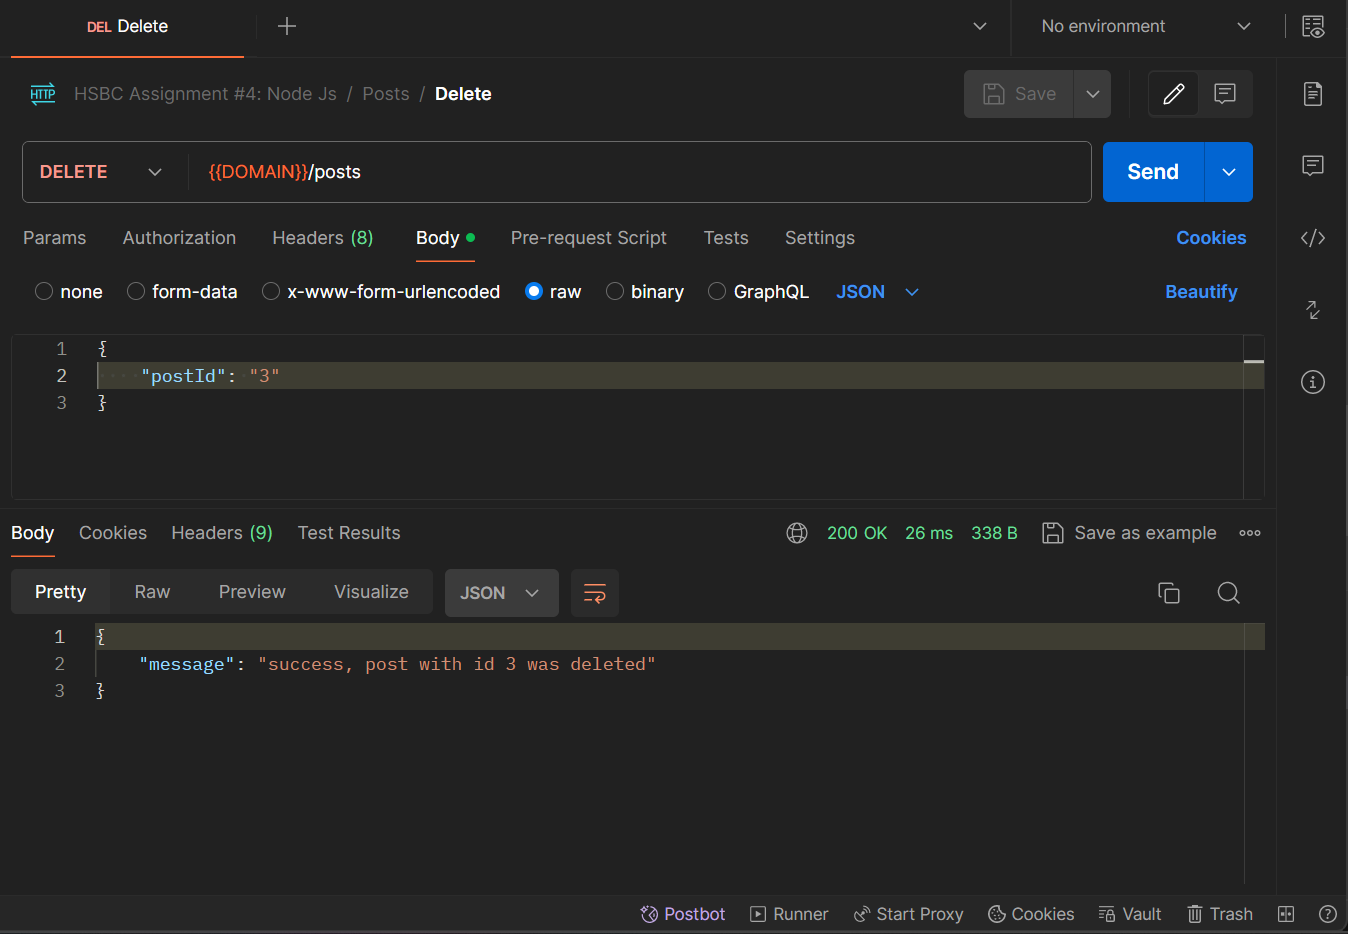 DEL Delete
No environment
HTTP HSBC Assignment #4: Node Js / Posts / Delete
Save
DELETE {{DOMAIN}}/posts
Send
Params Authorization Headers (8) Body Pre-request Script Tests Settings Cookies
none form-data x-www-form-urlencoded raw binary GraphQL JSON Beautify
1 {
2 "postId": "3"
3 }
Body Cookies Headers (9) Test Results 200 OK 26 ms 338 B Save as example
Pretty Raw Preview Visualize JSON
1 {
2 "message": "success, post with id 3 was deleted"
3 }
Postbot Runner Start Proxy Cookies Vault Trash